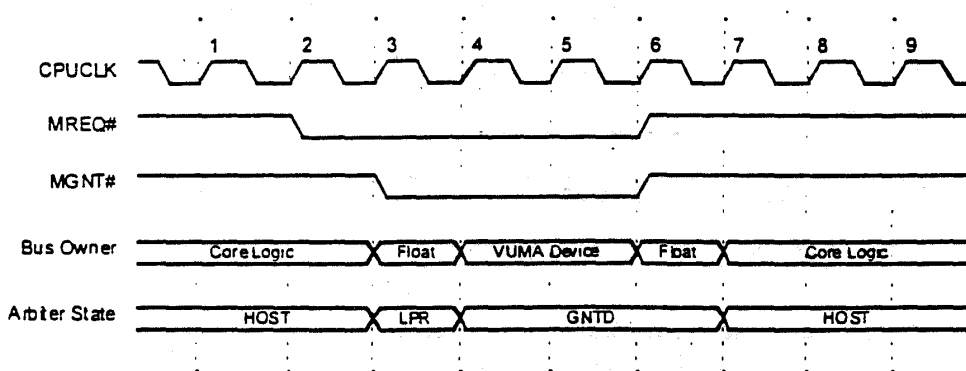 1 2 3 4 5 6 7 8 9
CPUCLK
MREQ#
MGNT#
Bus Owner Core Logic Float VUMA Device Float Core Logic
Arbiter State HOST LPR GNTD HOST